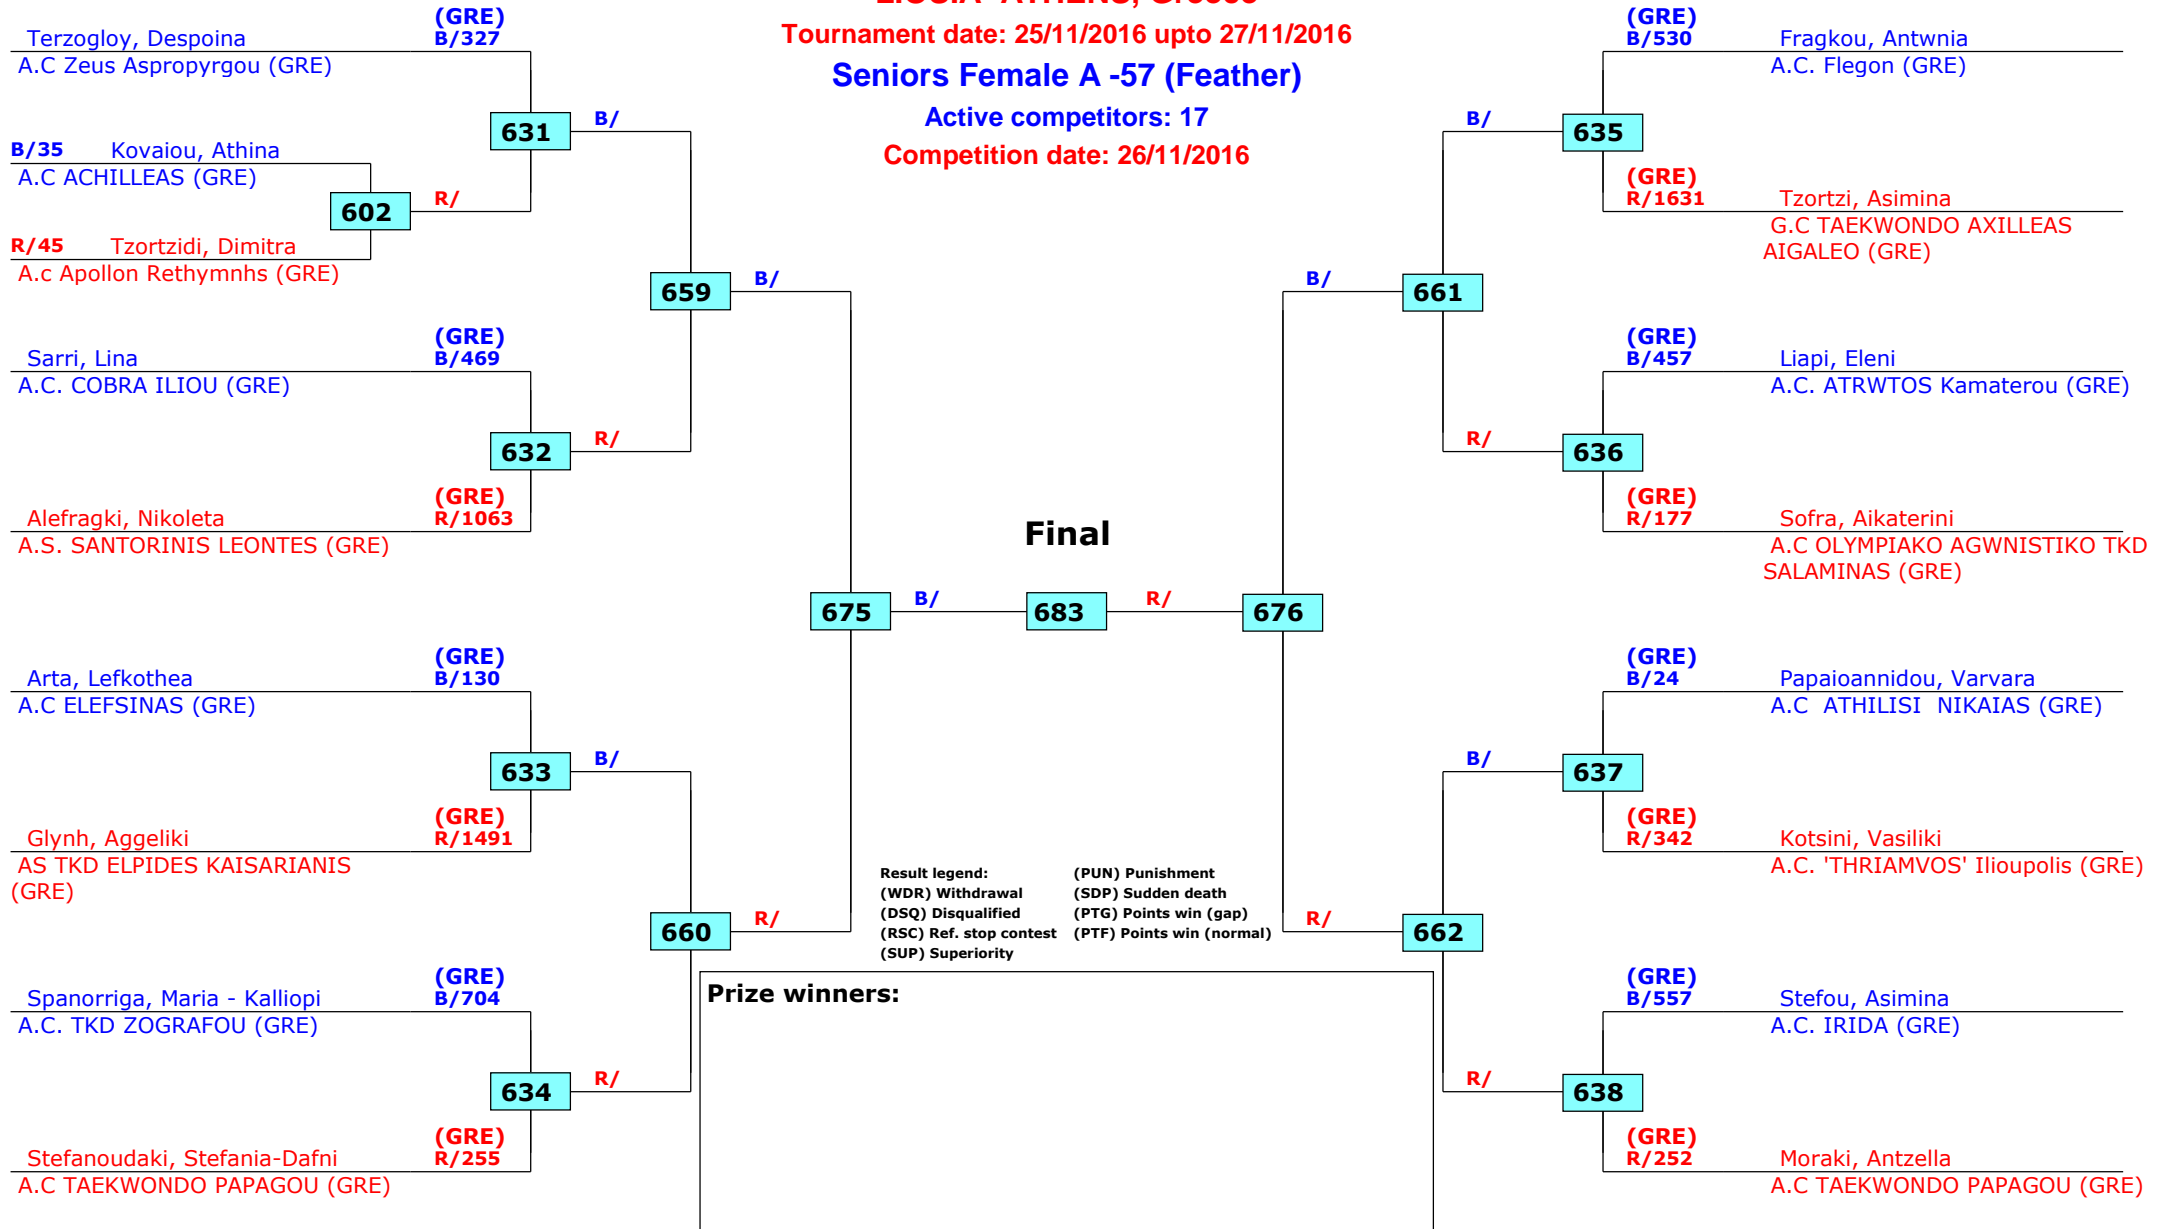 LIOSIA- ATHENS, Greece
Tournament date: 25/11/2016 upto 27/11/2016
Seniors Female A -57 (Feather)
Active competitors: 17
Competition date: 26/11/2016
Terzogloy, Despoina
(GRE)
B/327
A.C Zeus Aspropyrgou (GRE)
631
B/
B/35 Kovaiou, Athina
A.C ACHILLEAS (GRE)
602
R/
R/45 Tzortzidi, Dimitra
A.c Apollon Rethymnhs (GRE)
659
B/
Sarri, Lina
(GRE)
B/469
A.C. COBRA ILIOU (GRE)
632
R/
Alefragki, Nikoleta
(GRE)
R/1063
A.S. SANTORINIS LEONTES (GRE)
675
B/
Arta, Lefkothea
(GRE)
B/130
A.C ELEFSINAS (GRE)
633
B/
Glynh, Aggeliki
(GRE)
R/1491
AS TKD ELPIDES KAISARIANIS
(GRE)
660
R/
Spanorriga, Maria - Kalliopi
(GRE)
B/704
A.C. TKD ZOGRAFOU (GRE)
634
R/
Stefanoudaki, Stefania-Dafni
(GRE)
R/255
A.C TAEKWONDO PAPAGOU (GRE)
Final
683
R/
676
(GRE)
B/530
Fragkou, Antwnia
A.C. Flegon (GRE)
B/
635
(GRE)
R/1631
Tzortzi, Asimina
G.C TAEKWONDO AXILLEAS
AIGALEO (GRE)
B/
661
(GRE)
B/457
Liapi, Eleni
A.C. ATRWTOS Kamaterou (GRE)
R/
636
(GRE)
R/177
Sofra, Aikaterini
A.C OLYMPIAKO AGWNISTIKO TKD
SALAMINAS (GRE)
(GRE)
B/24
Papaioannidou, Varvara
A.C  ATHILISI  NIKAIAS (GRE)
B/
637
(GRE)
R/342
Kotsini, Vasiliki
A.C. 'THRIAMVOS' Ilioupolis (GRE)
R/
662
(GRE)
B/557
Stefou, Asimina
A.C. IRIDA (GRE)
R/
638
(GRE)
R/252
Moraki, Antzella
A.C TAEKWONDO PAPAGOU (GRE)
Result legend:
(WDR) Withdrawal
(DSQ) Disqualified
(RSC) Ref. stop contest
(SUP) Superiority
(PUN) Punishment
(SDP) Sudden death
(PTG) Points win (gap)
(PTF) Points win (normal)
Prize winners: